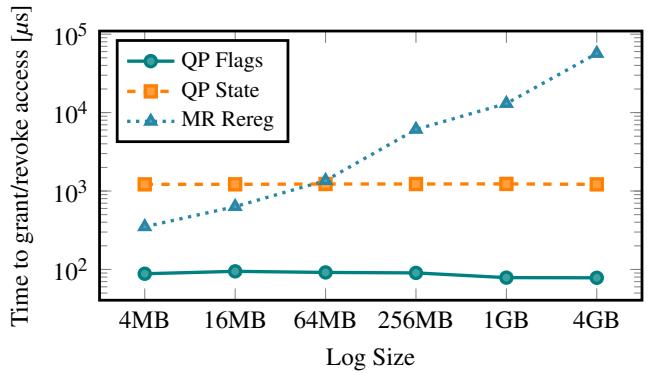 Time to grant/revoke access [μs]
10^5
10^4
10^3
10^2
QP Flags
QP State
MR Rereg
4MB 16MB 64MB 256MB 1GB 4GB
Log Size